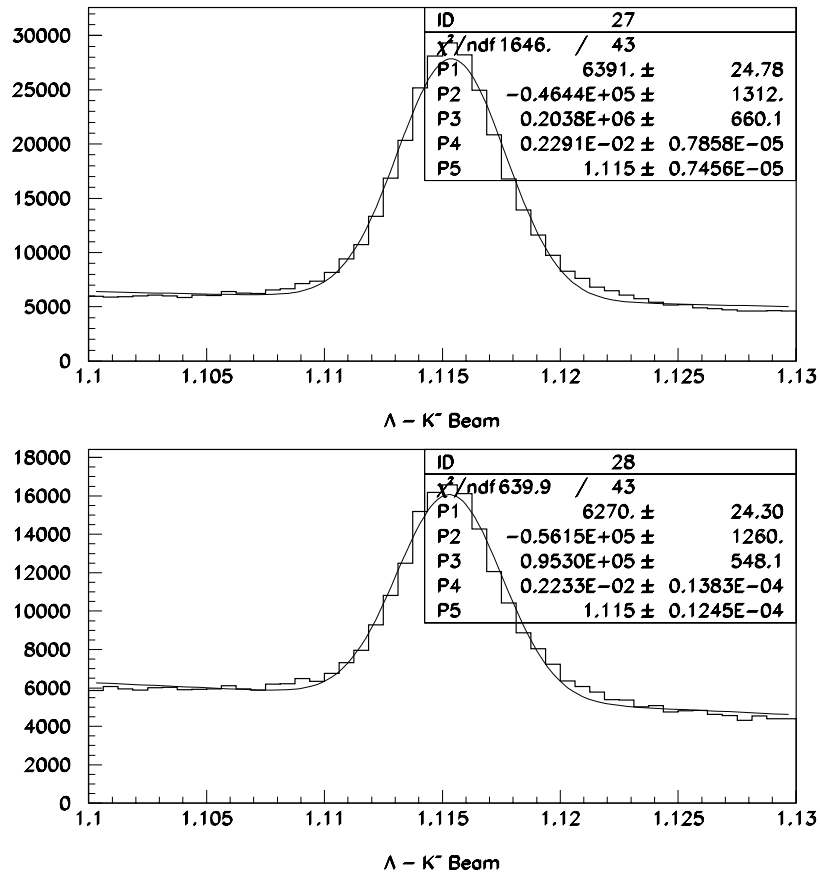 30000
25000
20000
15000
10000
5000
0
ID 27
χ²/ndf 1646. / 43
P1 6391. ± 24.78
P2 −0.4644E+05 ± 1312.
P3 0.2038E+06 ± 660.1
P4 0.2291E−02 ± 0.7858E−05
P5 1.115 ± 0.7456E−05
1.1 1.105 1.11 1.115 1.12 1.125 1.13
Λ − K⁻ Beam
18000
16000
14000
12000
10000
8000
6000
4000
2000
0
ID 28
χ²/ndf 639.9 / 43
P1 6270. ± 24.30
P2 −0.5615E+05 ± 1260.
P3 0.9530E+05 ± 548.1
P4 0.2233E−02 ± 0.1383E−04
P5 1.115 ± 0.1245E−04
1.1 1.105 1.11 1.115 1.12 1.125 1.13
Λ − K⁻ Beam